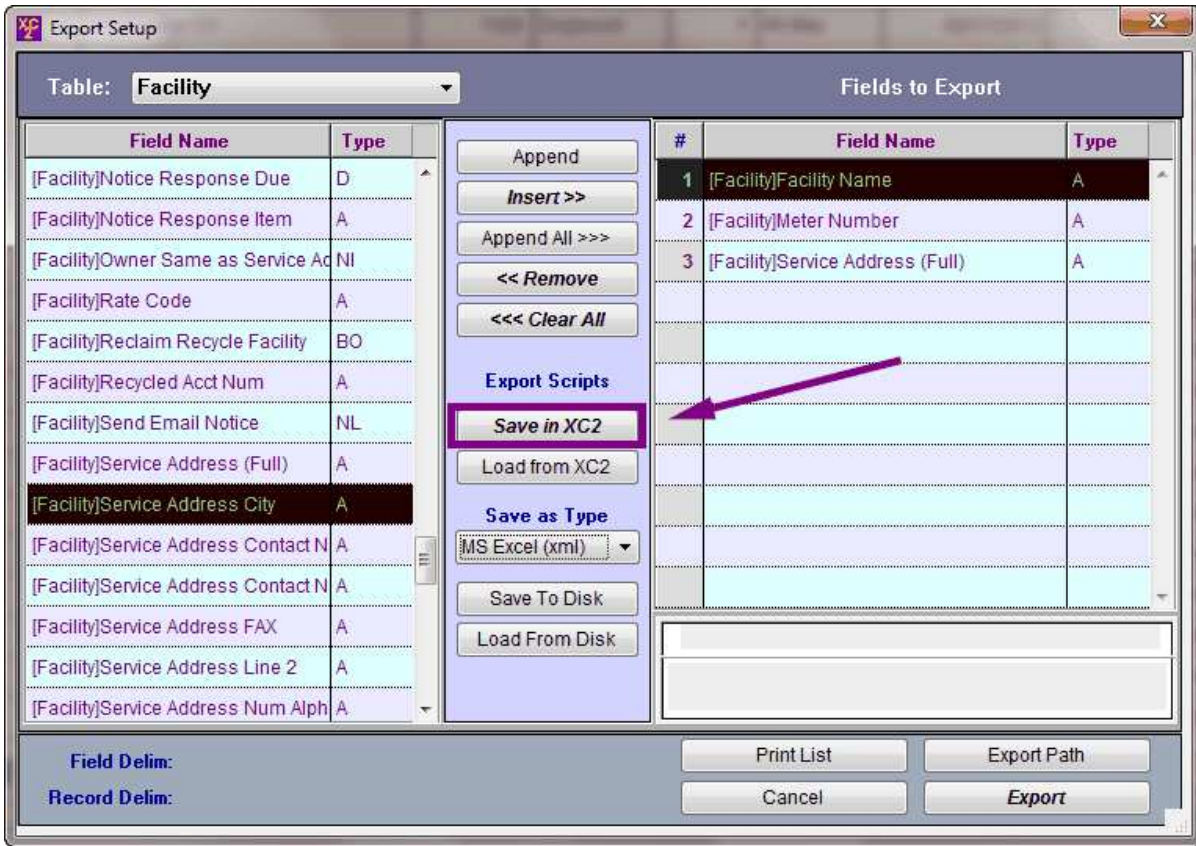 XC2 Export Setup
Table: Facility
Fields to Export
Field Name Type
[Facility]Notice Response Due D
[Facility]Notice Response Item A
[Facility]Owner Same as Service Ad NI
[Facility]Rate Code A
[Facility]Reclaim Recycle Facility BO
[Facility]Recycled Acct Num A
[Facility]Send Email Notice NL
[Facility]Service Address (Full) A
[Facility]Service Address City A
[Facility]Service Address Contact N A
[Facility]Service Address Contact N A
[Facility]Service Address FAX A
[Facility]Service Address Line 2 A
[Facility]Service Address Num Alph A
Append
Insert >>
Append All >>>
<< Remove
<<< Clear All
Export Scripts
Save in XC2
Load from XC2
Save as Type
MS Excel (xml)
Save To Disk
Load From Disk
# Field Name Type
1 [Facility]Facility Name A
2 [Facility]Meter Number A
3 [Facility]Service Address (Full) A
Field Delim:
Record Delim:
Print List Export Path
Cancel Export